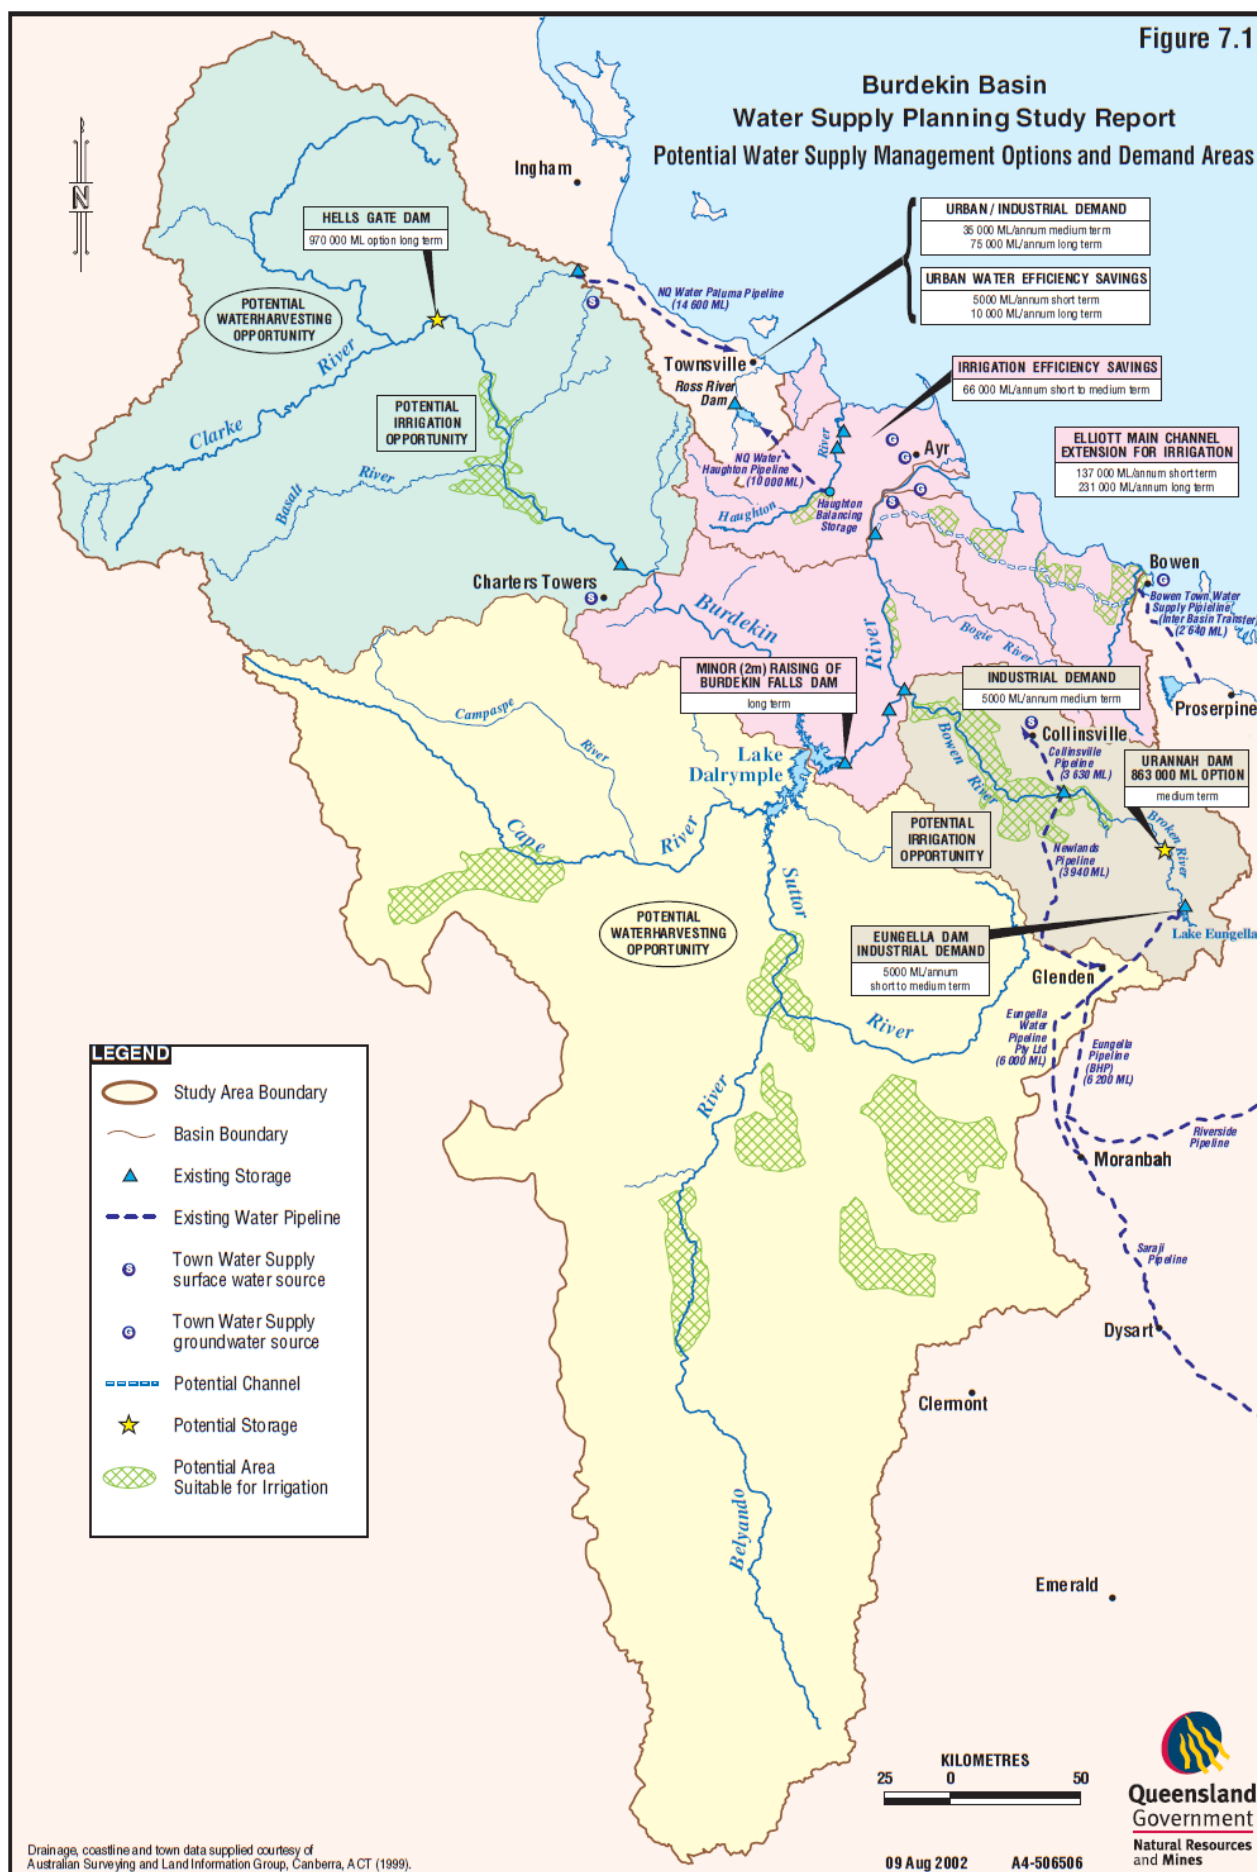 Figure 7.1
Burdekin Basin
Water Supply Planning Study Report
Potential Water Supply Management Options and Demand Areas
N
Ingham
HELLS GATE DAM
970 000 ML option long term
URBAN / INDUSTRIAL DEMAND
35 000 ML/annum medium term
75 000 ML/annum long term
URBAN WATER EFFICIENCY SAVINGS
5000 ML/annum short term
10 000 ML/annum long term
NQ Water Paluma Pipeline
(14 600 ML)
S
POTENTIAL
WATERHARVESTING
OPPORTUNITY
Clarke
River
Townsville
Ross River
Dam
IRRIGATION EFFICIENCY SAVINGS
66 000 ML/annum short to medium term
POTENTIAL
IRRIGATION
OPPORTUNITY
ELLIOTT MAIN CHANNEL
EXTENSION FOR IRRIGATION
137 000 ML/annum short term
231 000 ML/annum long term
River
G
G
Ayr
NQ Water
Haughton Pipeline
(10 000 ML)
Basalt
River
Haughton
Haughton
Balancing
Storage
G
S
Charters Towers
S
Bowen
G
Bowen Town Water
Supply Pipieline
(Inter Basin Transfer)
(2 640 ML)
Burdekin
River
Bogie
River
MINOR (2m) RAISING OF
BURDEKIN FALLS DAM
long term
INDUSTRIAL DEMAND
5000 ML/annum medium term
Proserpine
Campaspe
River
S
Collinsville
Collinsville
Pipeline
(3 630 ML)
Bowen
River
Lake
Dalrymple
URANNAH DAM
863 000 ML OPTION
medium term
Cape
River
POTENTIAL
IRRIGATION
OPPORTUNITY
Newlands
Pipeline
(3 940 ML)
Broken River
Suttor
POTENTIAL
WATERHARVESTING
OPPORTUNITY
EUNGELLA DAM
INDUSTRIAL DEMAND
5000 ML/annum
short to medium term
Lake Eungella
Glenden
River
Eungella
Water
Pipeline
Pty Ltd
(6 000 ML)
Eungella
Pipeline
(BHP)
(6 200 ML)
River
Riverside
Pipeline
Moranbah
Saraji
Pipeline
Dysart
Clermont
Belyando
Emerald
LEGEND
Study Area Boundary
Basin Boundary
Existing Storage
Existing Water Pipeline
S
Town Water Supply
surface water source
G
Town Water Supply
groundwater source
Potential Channel
Potential Storage
Potential Area
Suitable for Irrigation
KILOMETRES
25 0 50
Queensland
Government
Natural Resources
and Mines
Drainage, coastline and town data supplied courtesy of
Australian Surveying and Land Information Group, Canberra, ACT (1999).
09 Aug 2002 A4-506506